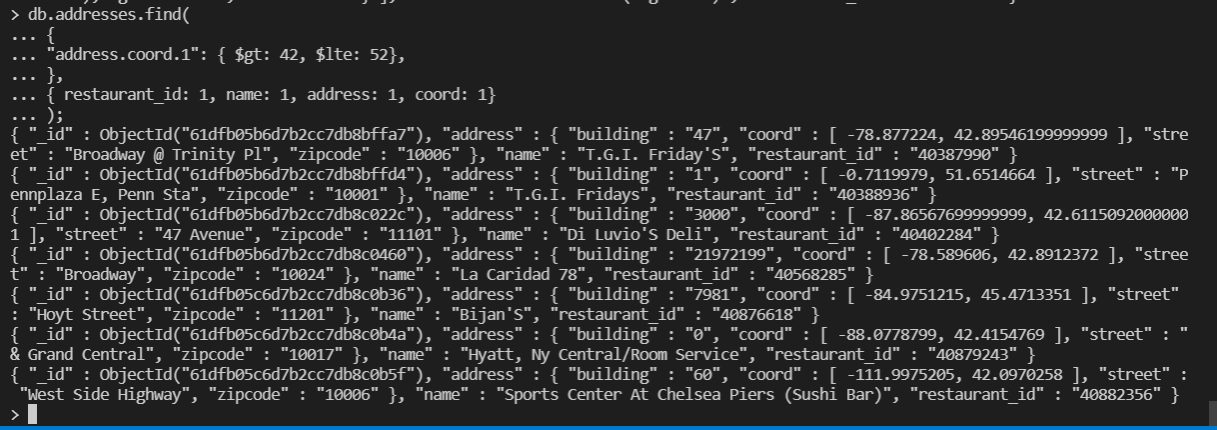 > db.addresses.find(
... {
... "address.coord.1": { $gt: 42, $lte: 52},
... },
... { restaurant_id: 1, name: 1, address: 1, coord: 1}
... );
{ "_id" : ObjectId("61dfb05b6d7b2cc7db8bffa7"), "address" : { "building" : "47", "coord" : [ -78.877224, 42.89546199999999 ], "stre
et" : "Broadway @ Trinity Pl", "zipcode" : "10006" }, "name" : "T.G.I. Friday'S", "restaurant_id" : "40387990" }
{ "_id" : ObjectId("61dfb05b6d7b2cc7db8bffd4"), "address" : { "building" : "1", "coord" : [ -0.7119979, 51.6514664 ], "street" : "P
ennplaza E, Penn Sta", "zipcode" : "10001" }, "name" : "T.G.I. Fridays", "restaurant_id" : "40388936" }
{ "_id" : ObjectId("61dfb05b6d7b2cc7db8c022c"), "address" : { "building" : "3000", "coord" : [ -87.86567699999999, 42.6115092000000
1 ], "street" : "47 Avenue", "zipcode" : "11101" }, "name" : "Di Luvio'S Deli", "restaurant_id" : "40402284" }
{ "_id" : ObjectId("61dfb05c6d7b2cc7db8c0460"), "address" : { "building" : "21972199", "coord" : [ -78.589606, 42.8912372 ], "stree
t" : "Broadway", "zipcode" : "10024" }, "name" : "La Caridad 78", "restaurant_id" : "40568285" }
{ "_id" : ObjectId("61dfb05c6d7b2cc7db8c0b36"), "address" : { "building" : "7981", "coord" : [ -84.9751215, 45.4713351 ], "street"
: "Hoyt Street", "zipcode" : "11201" }, "name" : "Bijan'S", "restaurant_id" : "40876618" }
{ "_id" : ObjectId("61dfb05c6d7b2cc7db8c0b4a"), "address" : { "building" : "0", "coord" : [ -88.0778799, 42.4154769 ], "street" : "
& Grand Central", "zipcode" : "10017" }, "name" : "Hyatt, Ny Central/Room Service", "restaurant_id" : "40879243" }
{ "_id" : ObjectId("61dfb05c6d7b2cc7db8c0b5f"), "address" : { "building" : "60", "coord" : [ -111.9975205, 42.0970258 ], "street" :
"West Side Highway", "zipcode" : "10006" }, "name" : "Sports Center At Chelsea Piers (Sushi Bar)", "restaurant_id" : "40882356" }
>